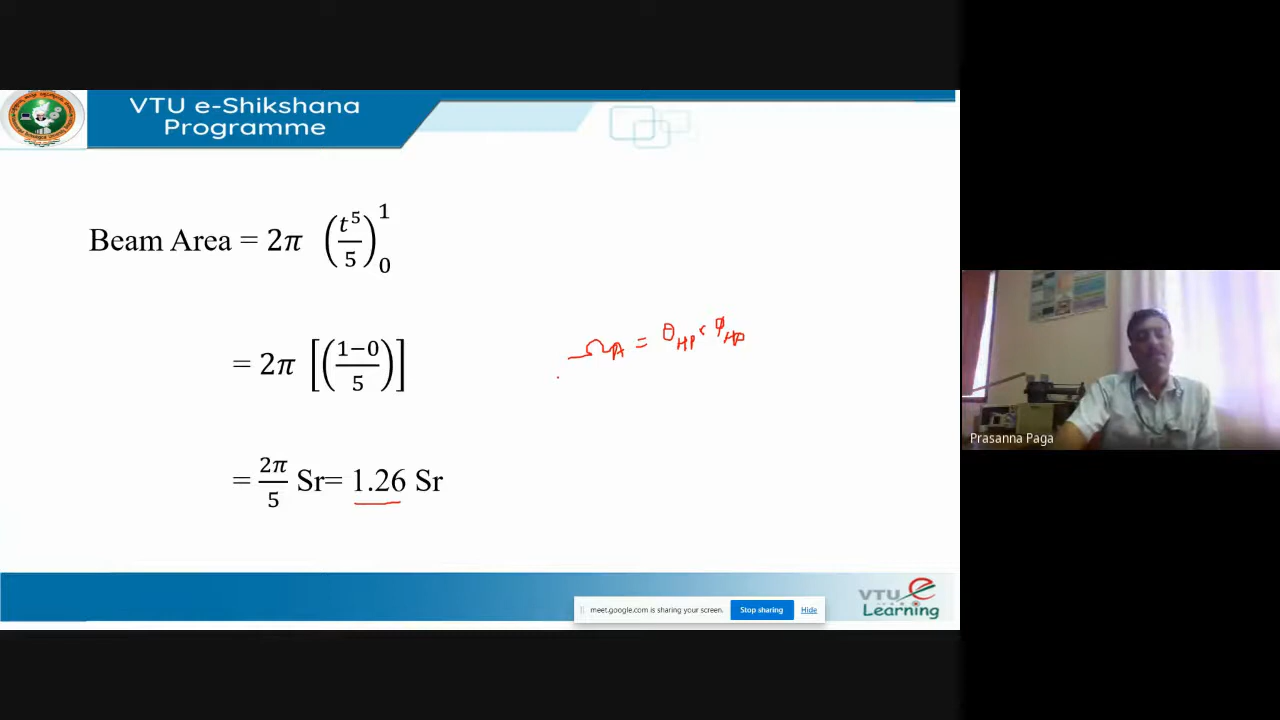 VTU e-Shikshana
Programme
Beam Area = 2π (t⁵/5)₀¹
= 2π [((1−0)/5)]
= 2π/5 Sr= 1.26 Sr
Ω_A = θ_HP × φ_HP
Prasanna Paga
meet.google.com is sharing your screen.
Stop sharing
Hide
VTU e
Learning